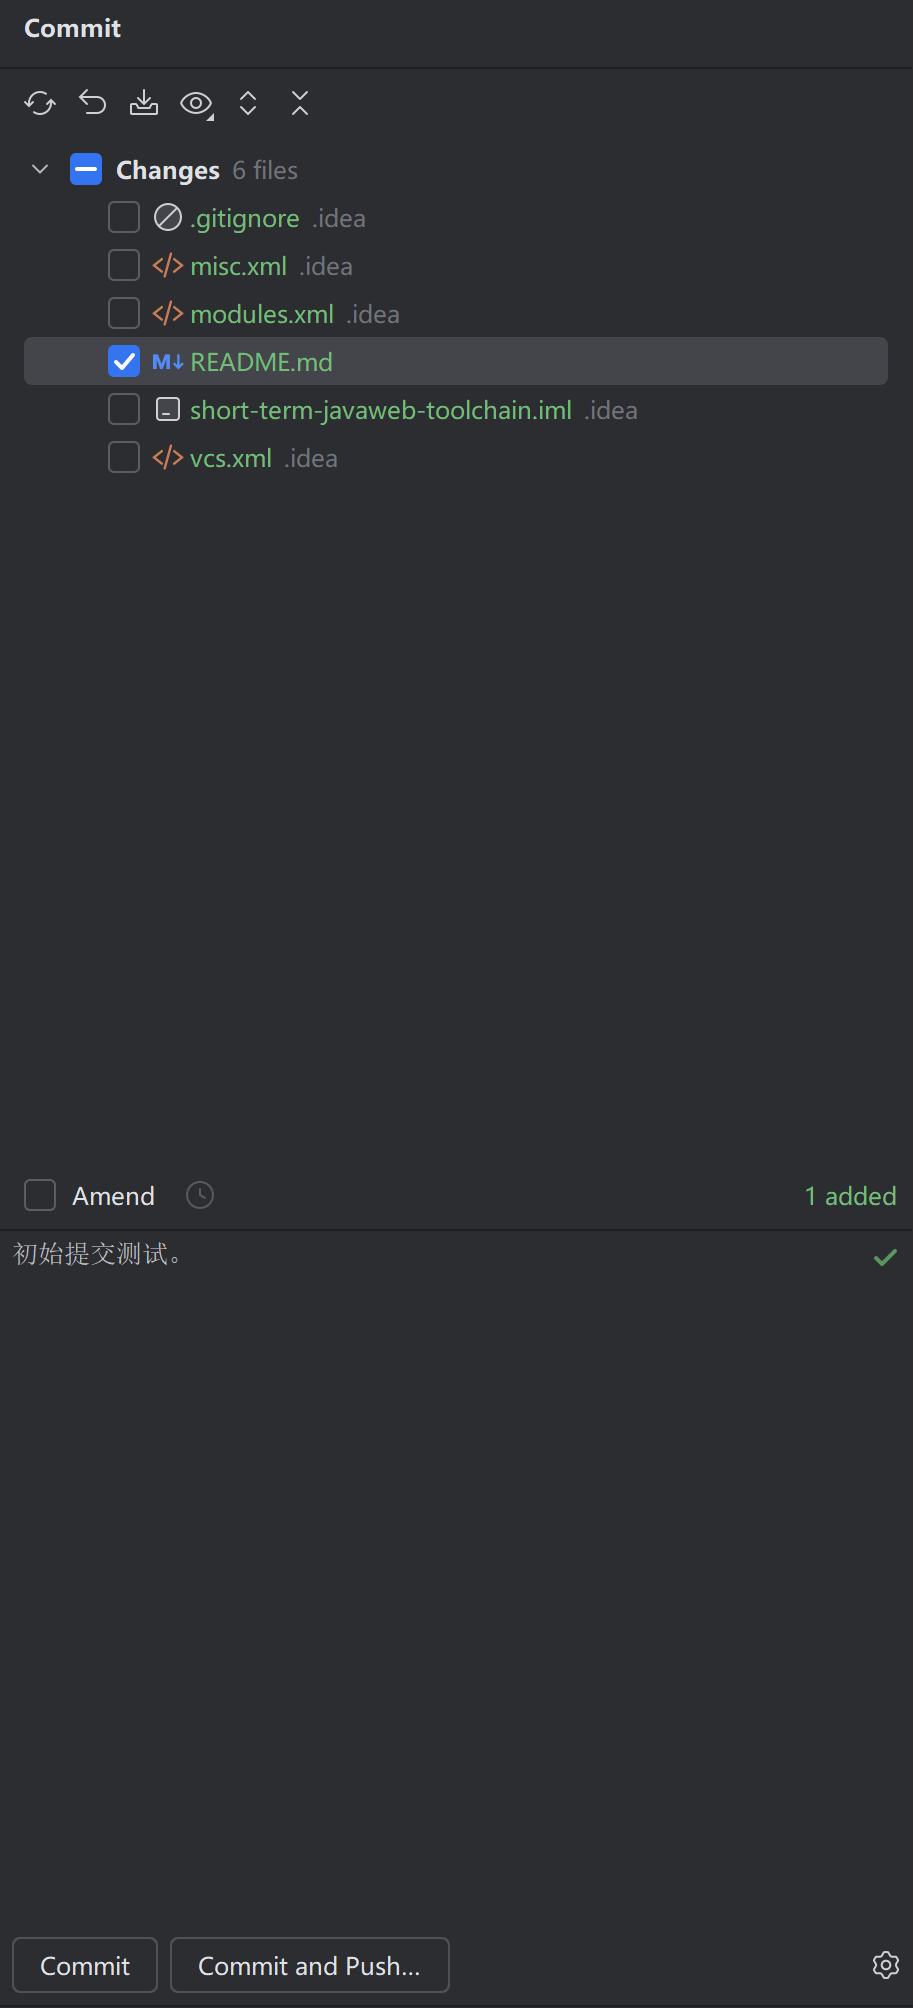 Commit
Changes 6 files
.gitignore .idea
misc.xml .idea
modules.xml .idea
M↓ README.md
short-term-javaweb-toolchain.iml .idea
vcs.xml .idea
Amend 1 added
初始提交测试。
Commit Commit and Push...